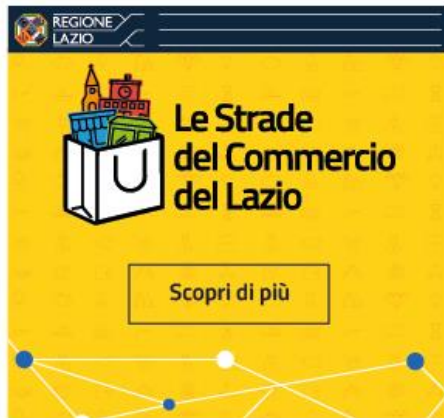 REGIONE
LAZIO
Le Strade
del Commercio
del Lazio
Scopri di più